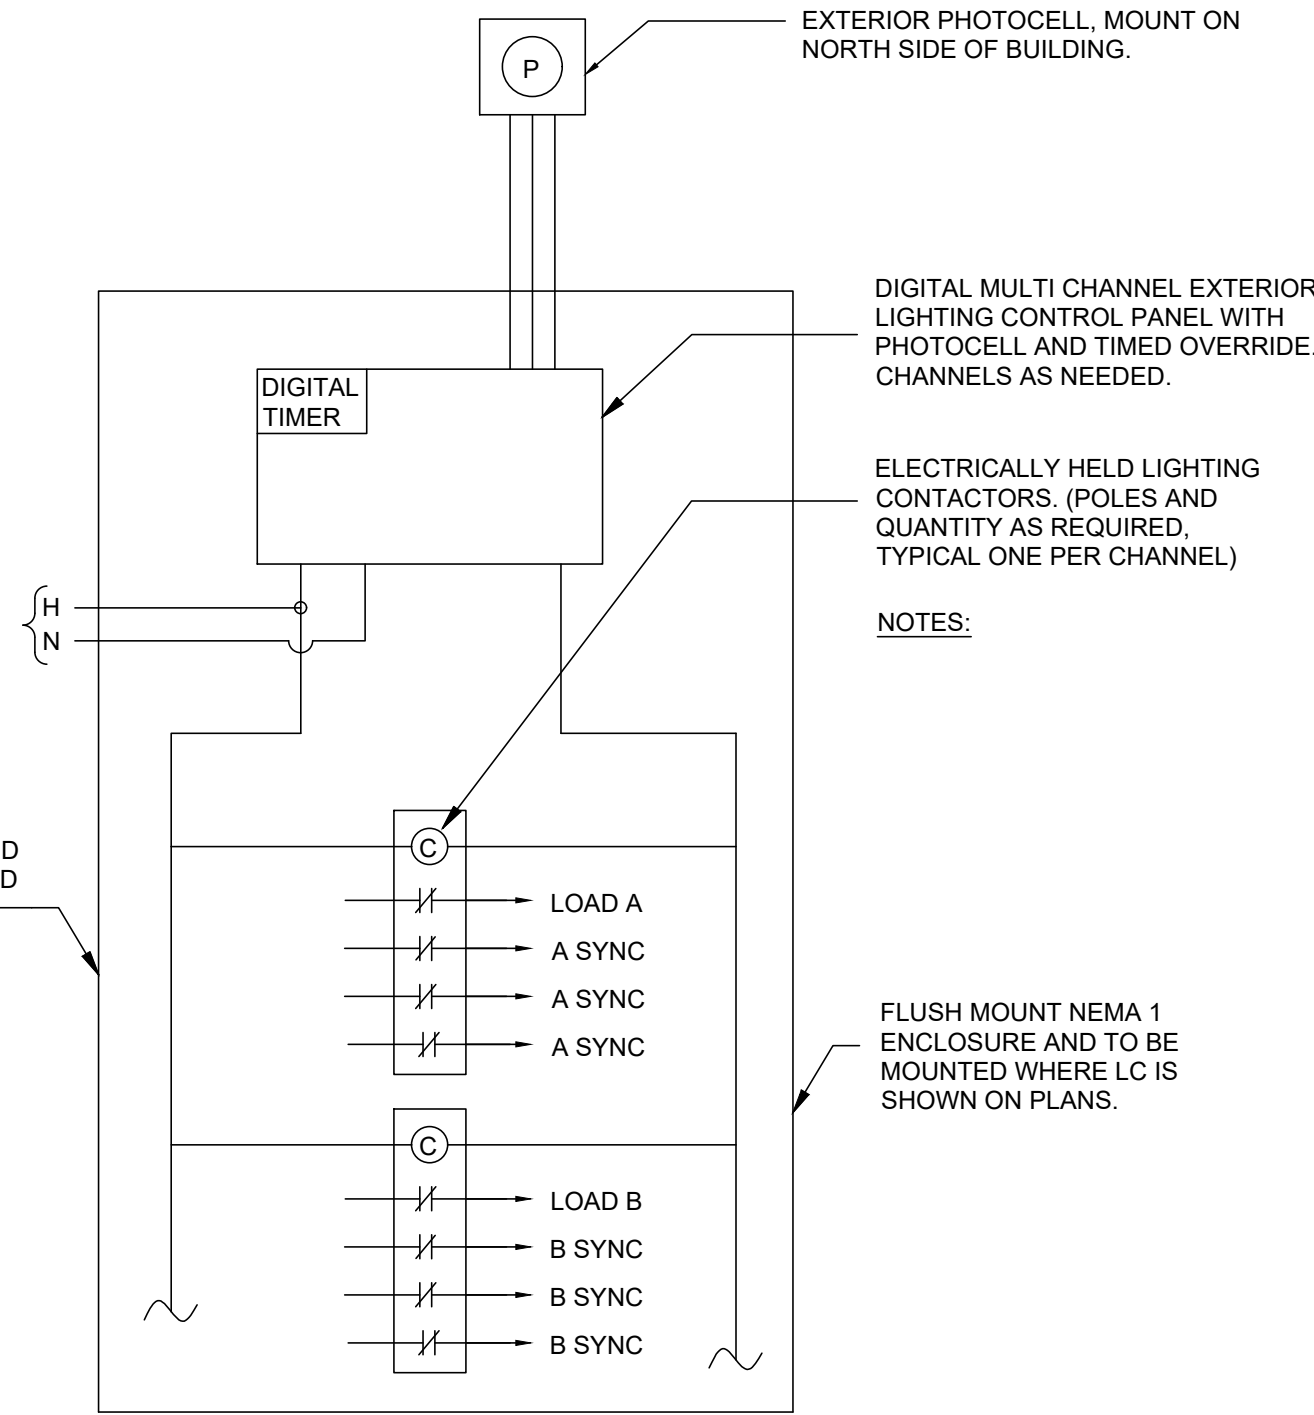 EXTERIOR PHOTOCELL, MOUNT ON
NORTH SIDE OF BUILDING.
P
DIGITAL MULTI CHANNEL EXTERIOR
LIGHTING CONTROL PANEL WITH
PHOTOCELL AND TIMED OVERRIDE.
CHANNELS AS NEEDED.
DIGITAL
TIMER
ELECTRICALLY HELD LIGHTING
CONTACTORS. (POLES AND
QUANTITY AS REQUIRED,
TYPICAL ONE PER CHANNEL)
H
N
NOTES:
D
D
C
LOAD A
A SYNC
A SYNC
A SYNC
FLUSH MOUNT NEMA 1
ENCLOSURE AND TO BE
MOUNTED WHERE LC IS
SHOWN ON PLANS.
C
LOAD B
B SYNC
B SYNC
B SYNC